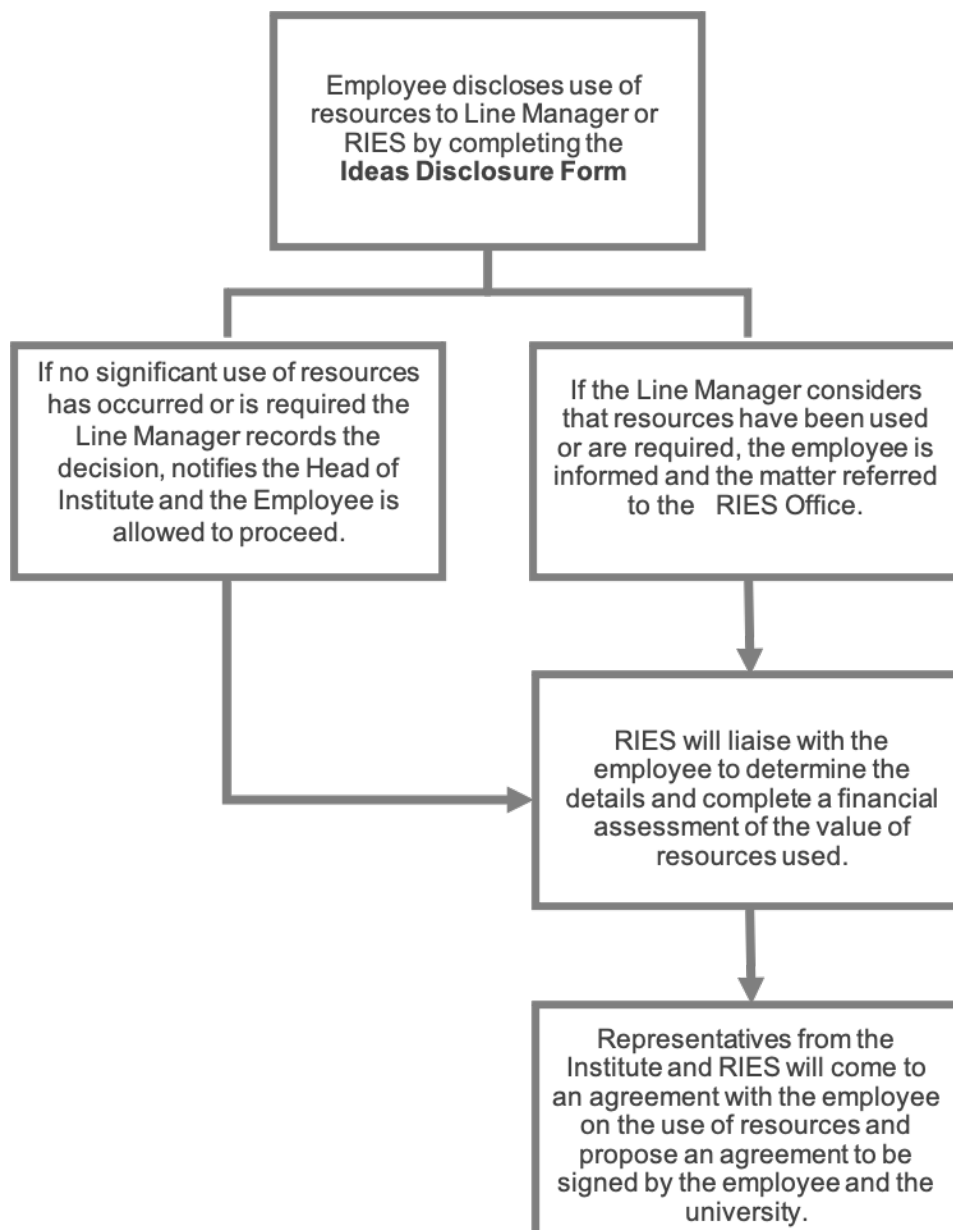 Employee discloses use of
resources to Line Manager or
RIES by completing the
Ideas Disclosure Form
If no significant use of resources
has occurred or is required the
Line Manager records the
decision, notifies the Head of
Institute and the Employee is
allowed to proceed.
If the Line Manager considers
that resources have been used
or are required, the employee is
informed and the matter referred
to the RIES Office.
RIES will liaise with the
employee to determine the
details and complete a financial
assessment of the value of
resources used.
Representatives from the
Institute and RIES will come to
an agreement with the employee
on the use of resources and
propose an agreement to be
signed by the employee and the
university.